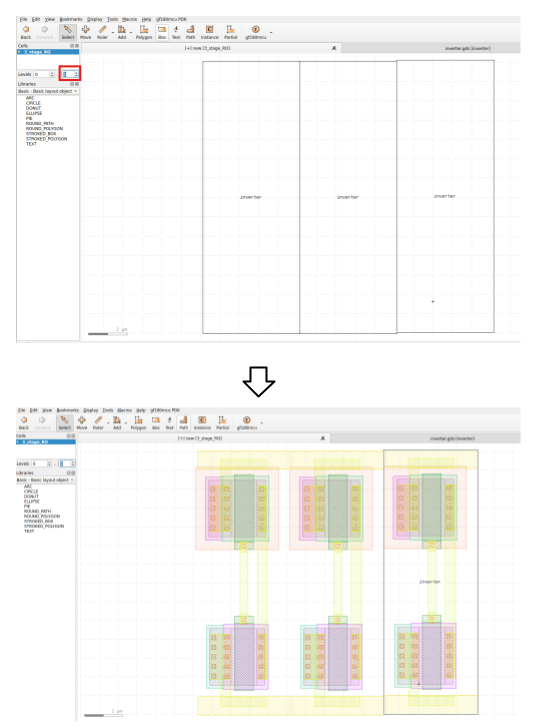 File Edit View Bookmarks Display Tools Macros Help gf180mcu PDK
Back Forward Select Move Ruler Add Polygon Box Text Path Instance Partial gf180mcu
Cells [+] new [3_stage_RO] inverter.gds [inverter]
3_stage_RO
Levels 0
Libraries
Basic - Basic layout object
ARC
CIRCLE
DONUT
ELLIPSE
PIE
ROUND_PATH
ROUND_POLYGON
STROKED_BOX
STROKED_POLYGON
TEXT
inverter inverter inverter
2 µm
File Edit View Bookmarks Display Tools Macros Help gf180mcu PDK
Back Forward Select Move Ruler Add Polygon Box Text Path Instance Partial gf180mcu
Cells [+] new [3_stage_RO] inverter.gds [inverter]
3_stage_RO
Levels 0
Libraries
Basic - Basic layout object
ARC
CIRCLE
DONUT
ELLIPSE
PIE
ROUND_PATH
ROUND_POLYGON
STROKED_BOX
STROKED_POLYGON
TEXT
inverter
2 µm